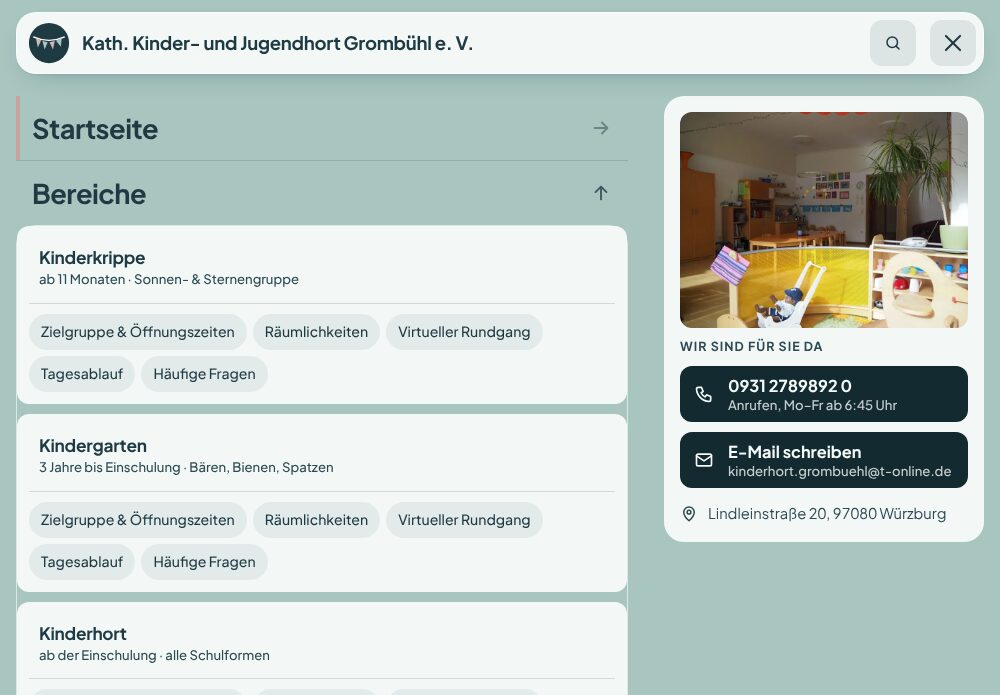 Kath. Kinder- und Jugendhort Grombühl e. V.
Startseite
Bereiche
Kinderkrippe
ab 11 Monaten · Sonnen- & Sternengruppe
Zielgruppe & Öffnungszeiten
Räumlichkeiten
Virtueller Rundgang
Tagesablauf
Häufige Fragen
Kindergarten
3 Jahre bis Einschulung · Bären, Bienen, Spatzen
Zielgruppe & Öffnungszeiten
Räumlichkeiten
Virtueller Rundgang
Tagesablauf
Häufige Fragen
Kinderhort
ab der Einschulung · alle Schulformen
WIR SIND FÜR SIE DA
0931 2789892 0
Anrufen, Mo–Fr ab 6:45 Uhr
E-Mail schreiben
kinderhort.grombuehl@t-online.de
Lindleinstraße 20, 97080 Würzburg